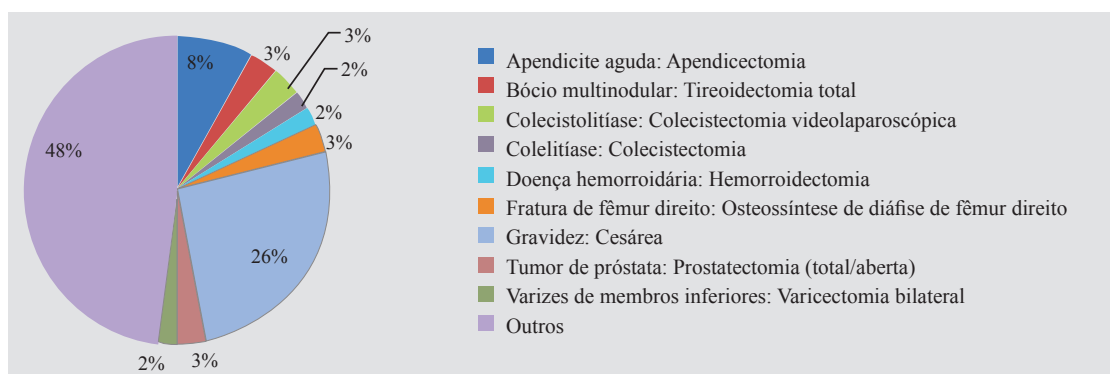 3%
8%
3%
2%
2%
3%
48%
26%
2%
3%
Apendicite aguda: Apendicectomia
Bócio multinodular: Tireoidectomia total
Colecistolitíase: Colecistectomia videolaparoscópica
Colelitíase: Colecistectomia
Doença hemorroidária: Hemorroidectomia
Fratura de fêmur direito: Osteossíntese de diáfise de fêmur direito
Gravidez: Cesárea
Tumor de próstata: Prostatectomia (total/aberta)
Varizes de membros inferiores: Varicectomia bilateral
Outros